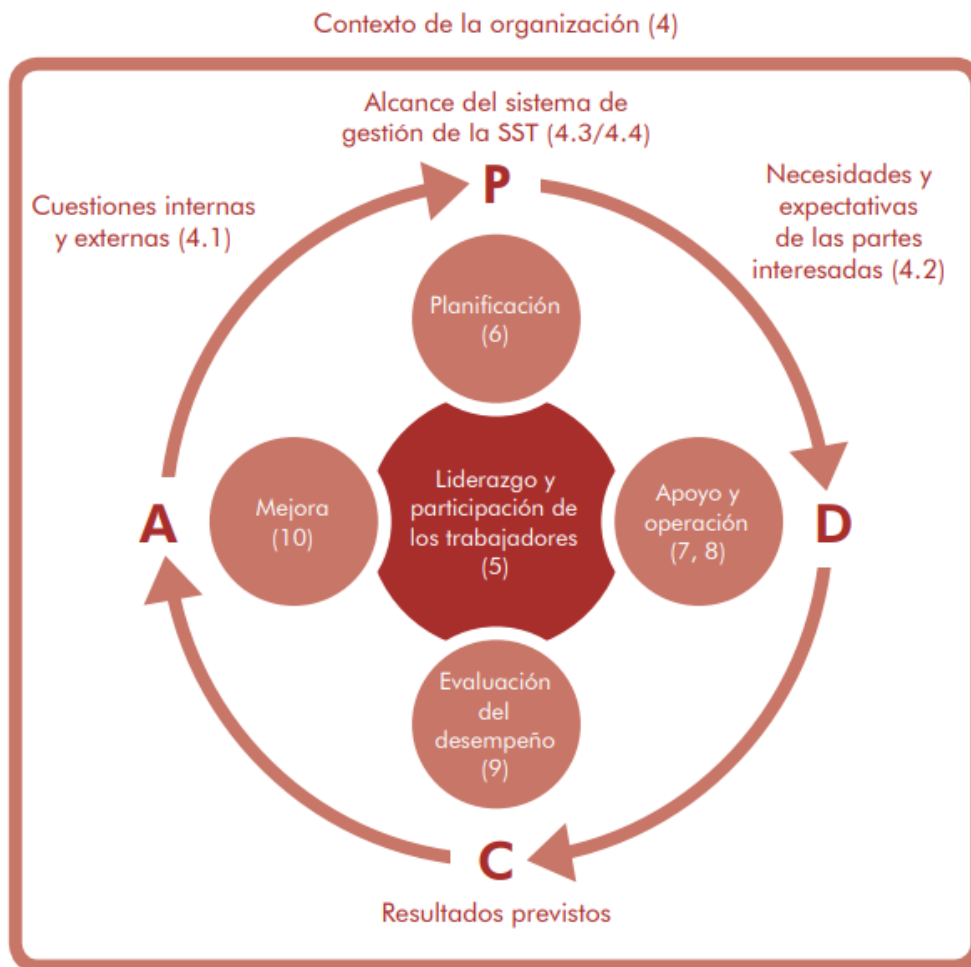 Contexto de la organización (4)
Alcance del sistema de
gestión de la SST (4.3/4.4)
P
Cuestiones internas
y externas (4.1)
Necesidades y
expectativas
de las partes
interesadas (4.2)
Planificación
(6)
A
Mejora
(10)
Liderazgo y
participación de
los trabajadores
(5)
Apoyo y
operación
(7, 8)
D
Evaluación
del
desempeño
(9)
C
Resultados previstos